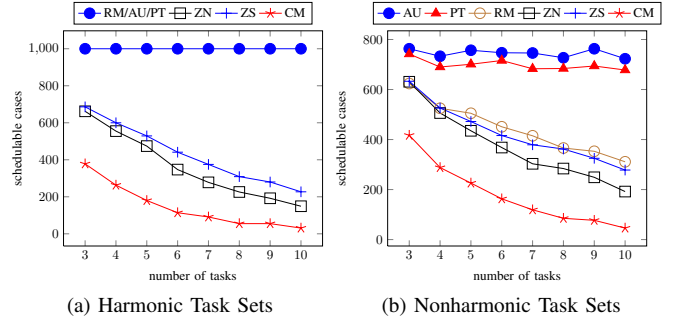 RM/AU/PT ZN ZS CM
1,000
800
600
400
200
0
schedulable cases
3 4 5 6 7 8 9 10
number of tasks
(a) Harmonic Task Sets
AU PT RM ZN ZS CM
800
600
400
200
0
schedulable cases
3 4 5 6 7 8 9 10
number of tasks
(b) Nonharmonic Task Sets